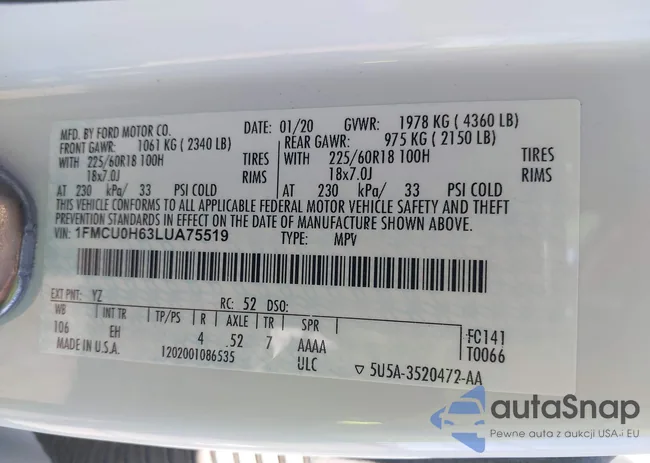 MFD. BY FORD MOTOR CO. DATE: 01/20 GVWR: 1978 KG ( 4360 LB)
FRONT GAWR: 1061 KG ( 2340 LB) REAR GAWR: 975 KG ( 2150 LB)
WITH 225/60R18 100H TIRES WITH 225/60R18 100H TIRES
18x7.0J RIMS 18x7.0J RIMS
AT 230 kPa/ 33 PSI COLD AT 230 kPa/ 33 PSI COLD
THIS VEHICLE CONFORMS TO ALL APPLICABLE FEDERAL MOTOR VEHICLE SAFETY AND THEFT
PREVENTION STANDARDS IN EFFECT ON THE DATE OF MANUFACTURE SHOWN ABOVE.
VIN: 1FMCU0H63LUA75519 TYPE: MPV
EXT PNT: YZ RC: 52 DSO:
WB INT TR TP/PS R AXLE TR SPR
106 EH 4 .52 7 AAAA FC141
MADE IN U.S.A. 1202001086535 ULC T0066
▽ 5U5A-3520472-AA
autaSnap
Pewne auta z aukcji USA i EU